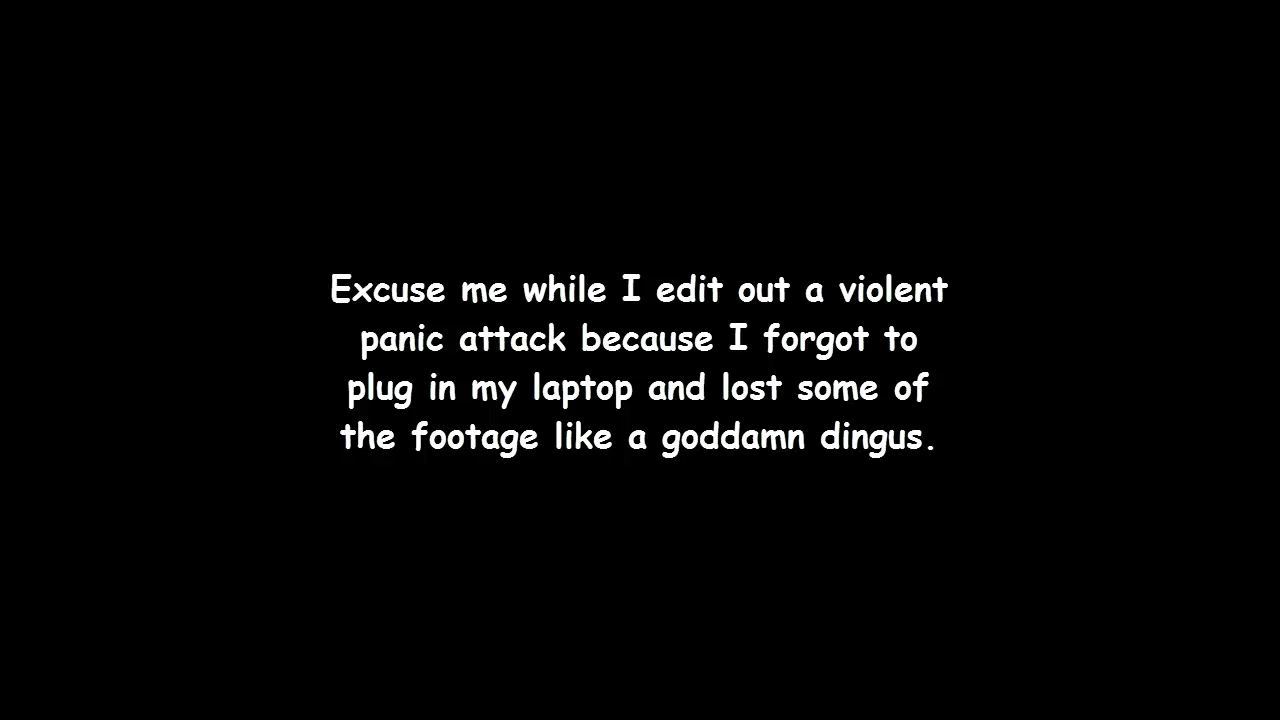 Excuse me while I edit out a violent
panic attack because I forgot to
plug in my laptop and lost some of
the footage like a goddamn dingus.